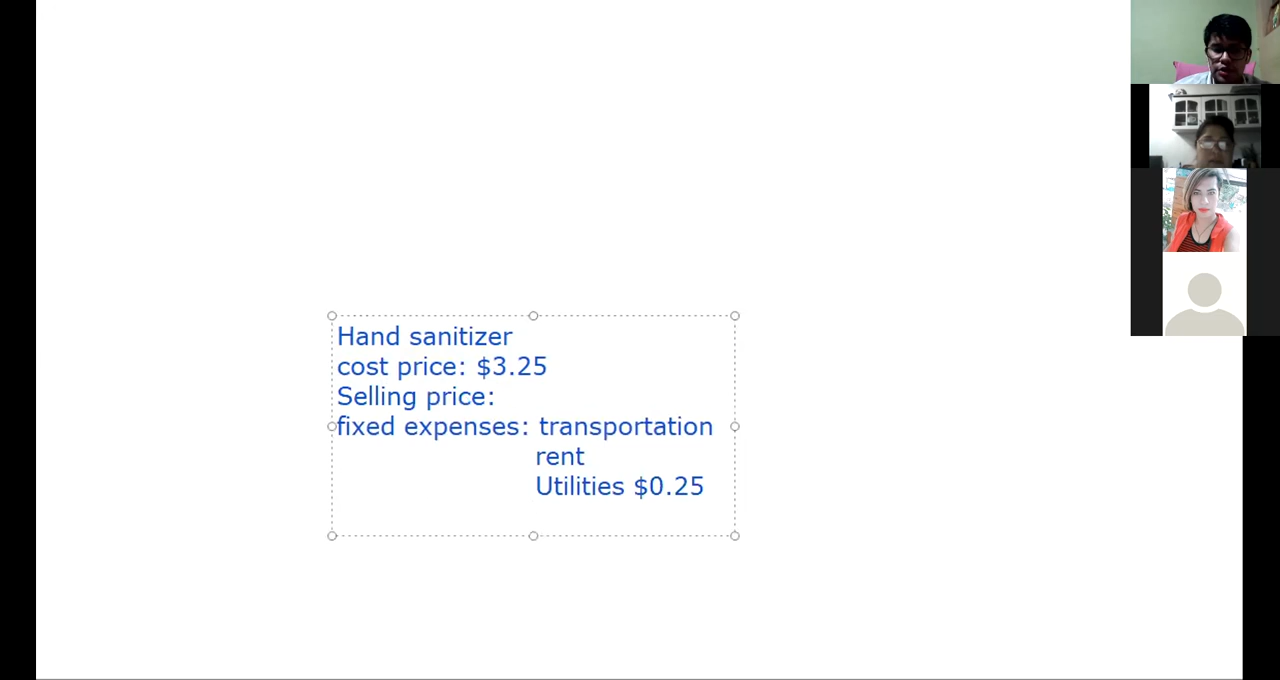 Hand sanitizer
cost price: $3.25
Selling price:
fixed expenses: transportation
rent
Utilities $0.25